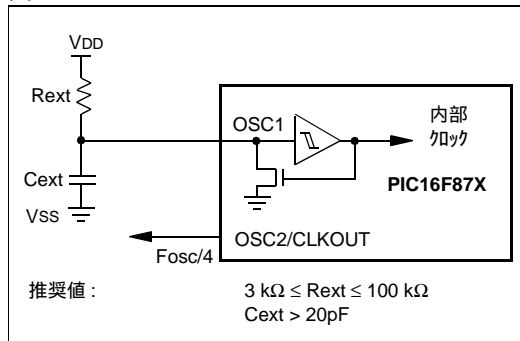 VDD
Rext
OSC1
内部
クロック
Cext
PIC16F87X
VSS
OSC2/CLKOUT
Fosc/4
推奨値 :
3 kΩ ≤ Rext ≤ 100 kΩ
Cext > 20pF